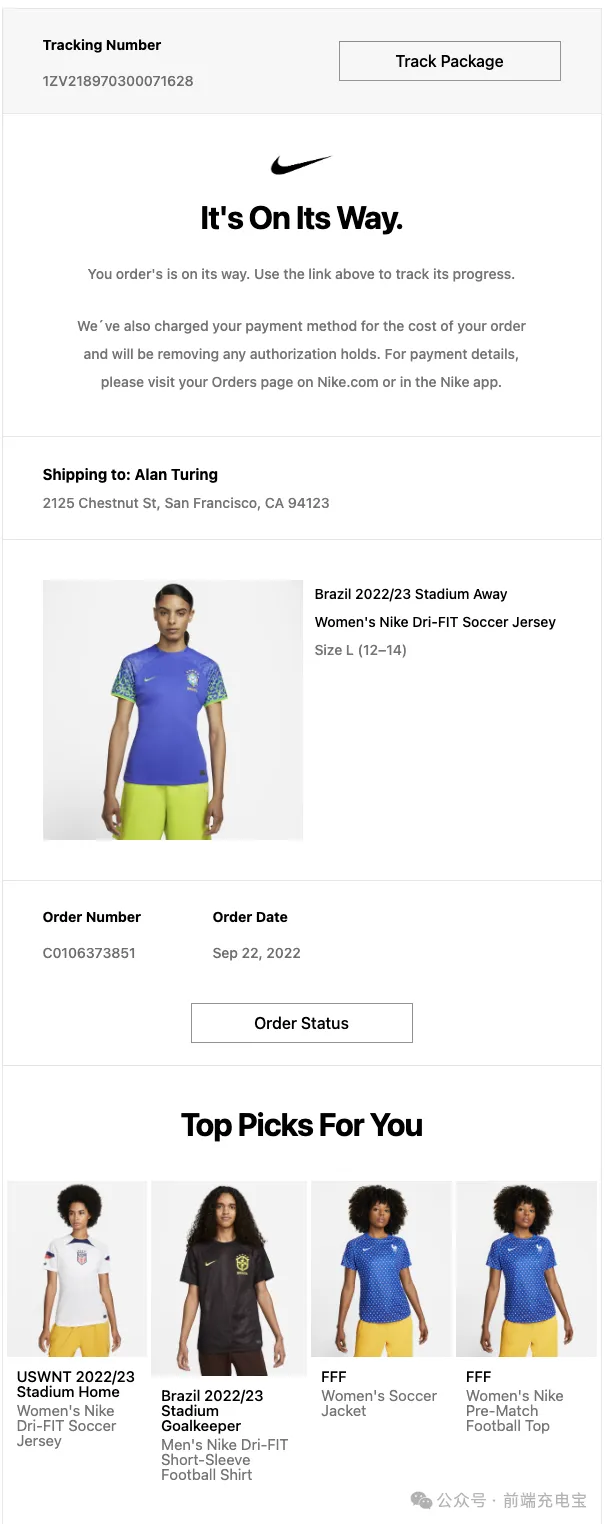 Tracking Number
1ZV218970300071628
Track Package
It's On Its Way.
You order's is on its way. Use the link above to track its progress.
We´ve also charged your payment method for the cost of your order
and will be removing any authorization holds. For payment details,
please visit your Orders page on Nike.com or in the Nike app.
Shipping to: Alan Turing
2125 Chestnut St, San Francisco, CA 94123
Brazil 2022/23 Stadium Away
Women's Nike Dri-FIT Soccer Jersey
Size L (12–14)
Order Number
C0106373851
Order Date
Sep 22, 2022
Order Status
Top Picks For You
USWNT 2022/23
Stadium Home
Women's Nike
Dri-FIT Soccer
Jersey
Brazil 2022/23
Stadium
Goalkeeper
Men's Nike Dri-FIT
Short-Sleeve
Football Shirt
FFF
Women's Soccer
Jacket
FFF
Women's Nike
Pre-Match
Football Top
公众号 · 前端充电宝